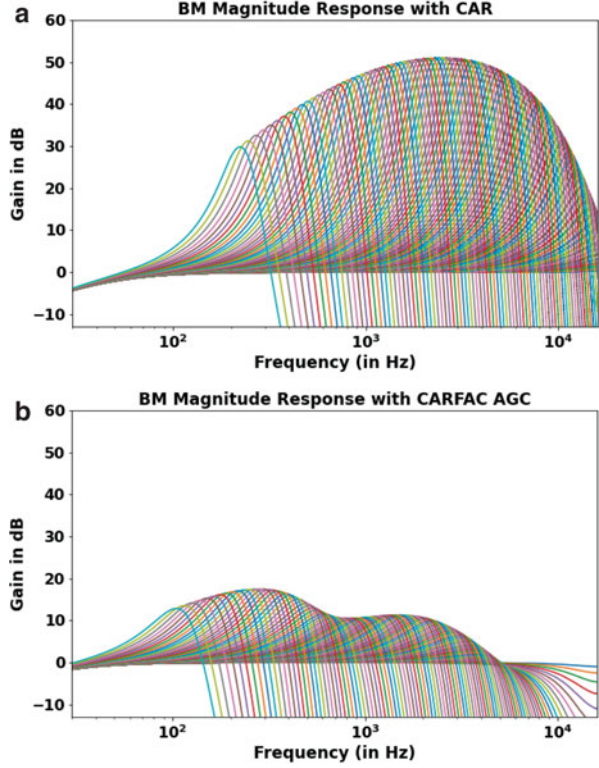 a
BM Magnitude Response with CAR
60
50
40
30
20
10
0
−10
Gain in dB
10²
10³
10⁴
Frequency (in Hz)
b
BM Magnitude Response with CARFAC AGC
60
50
40
30
20
10
0
−10
Gain in dB
10²
10³
10⁴
Frequency (in Hz)